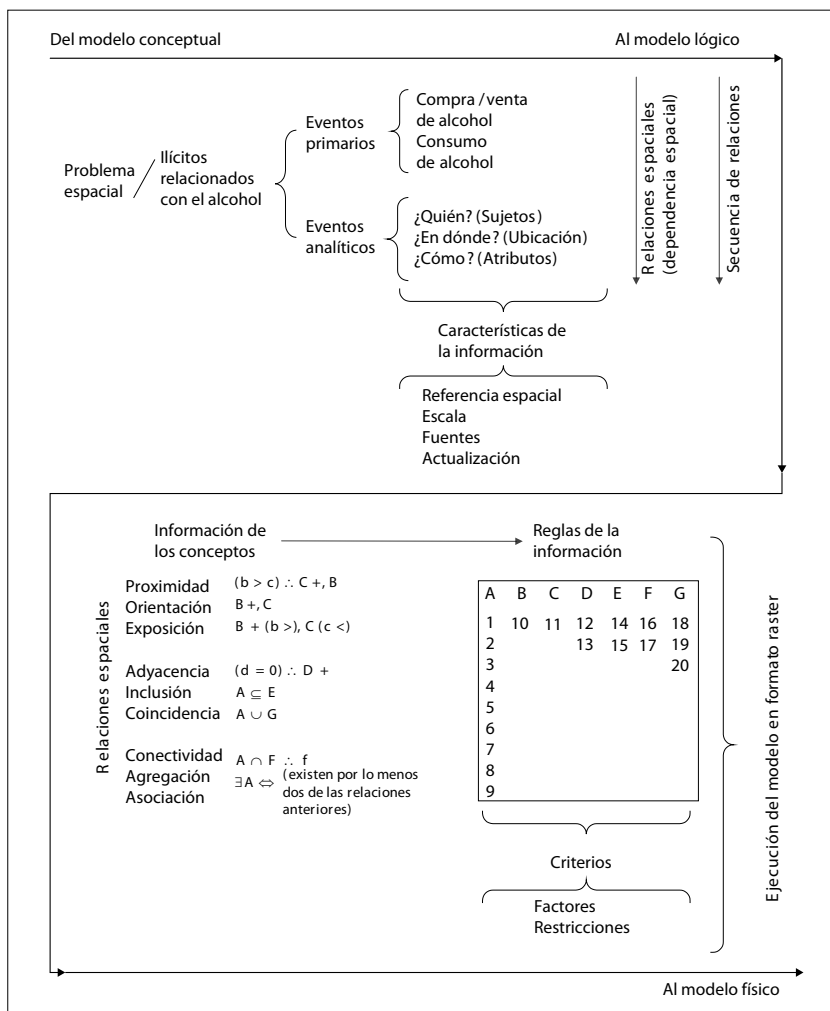 Del modelo conceptual
Al modelo lógico
Problema
espacial
Ilícitos
relacionados
con el alcohol
Eventos
primarios
Compra / venta
de alcohol
Consumo
de alcohol
Eventos
analíticos
¿Quién? (Sujetos)
¿En dónde? (Ubicación)
¿Cómo? (Atributos)
Relaciones espaciales
(dependencia espacial)
Secuencia de relaciones
Características de
la información
Referencia espacial
Escala
Fuentes
Actualización
Información de
los conceptos
Reglas de la
información
Relaciones espaciales
Proximidad (b > c) ∴ C +, B
Orientación B +, C
Exposición B + (b >), C (c <)
Adyacencia (d = 0) ∴ D +
Inclusión A ⊆ E
Coincidencia A ∪ G
Conectividad A ∩ F ∴ f
Agregación ∃ A ⇔ (existen por lo menos
Asociación dos de las relaciones
anteriores)
A B C D E F G
1 10 11 12 14 16 18
2 13 15 17 19
3 20
4
5
6
7
8
9
Criterios
Factores
Restricciones
Ejecución del modelo en formato raster
Al modelo físico